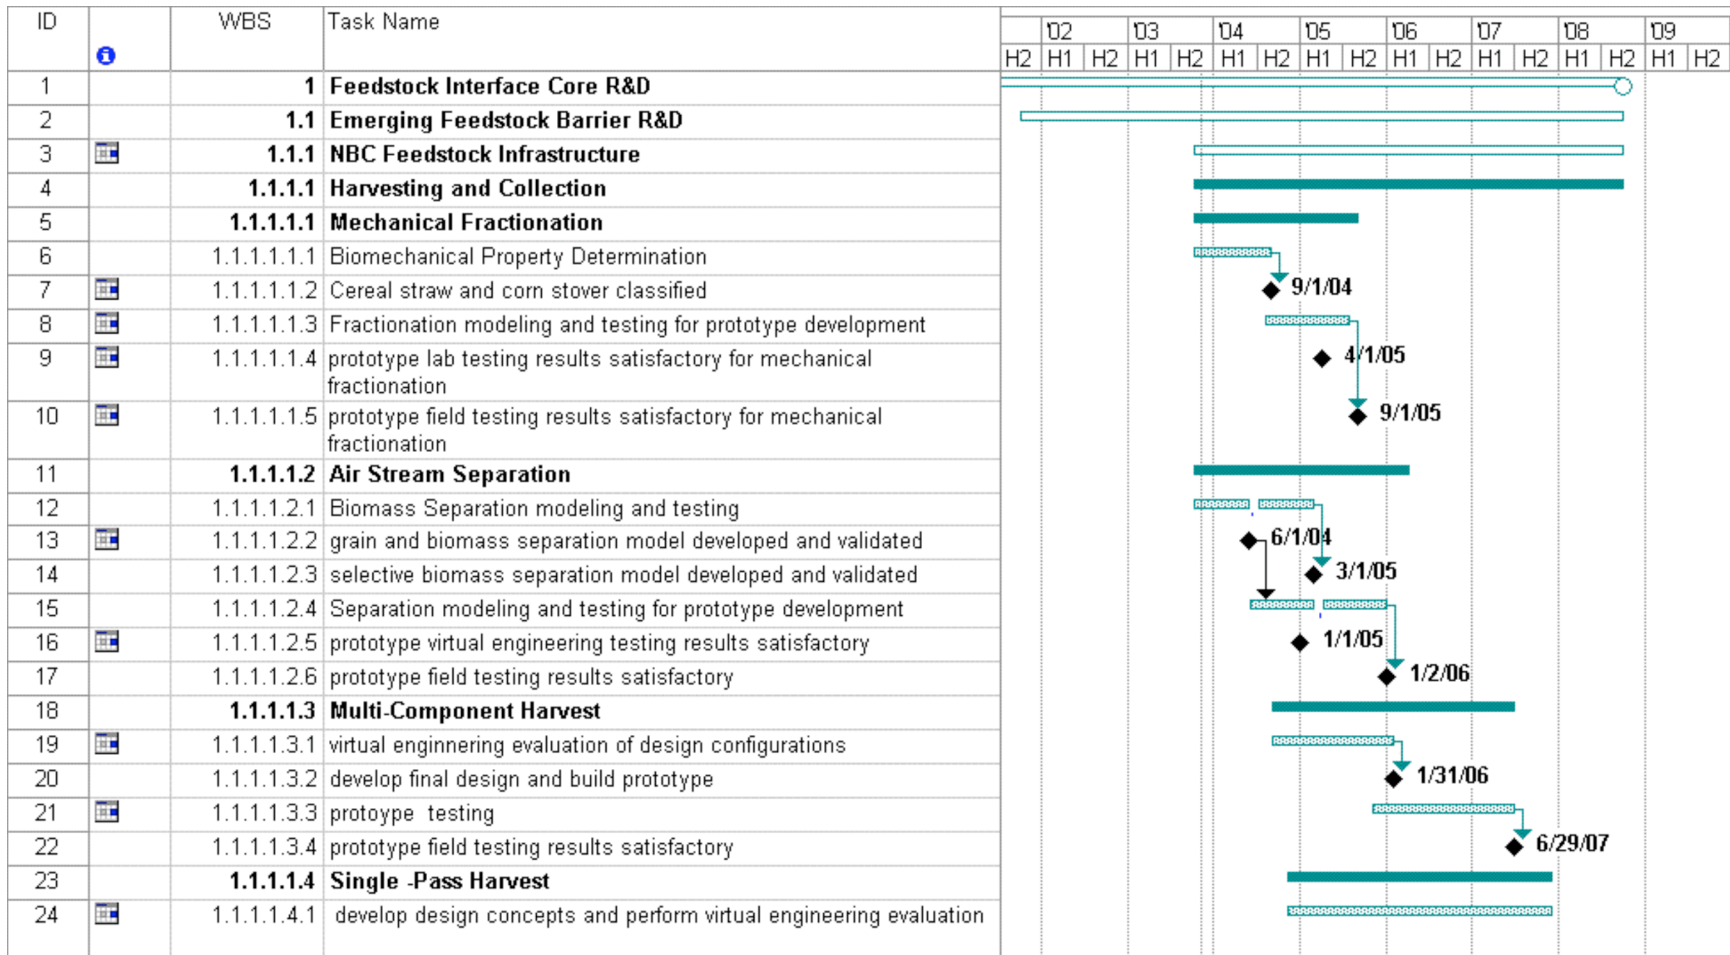 ID WBS Task Name
'02 '03 '04 '05 '06 '07 '08 '09
H2 H1 H2 H1 H2 H1 H2 H1 H2 H1 H2 H1 H2 H1 H2 H1 H2
1 1 Feedstock Interface Core R&D
2 1.1 Emerging Feedstock Barrier R&D
3 1.1.1 NBC Feedstock Infrastructure
4 1.1.1.1 Harvesting and Collection
5 1.1.1.1.1 Mechanical Fractionation
6 1.1.1.1.1.1 Biomechanical Property Determination
7 1.1.1.1.1.2 Cereal straw and corn stover classified 9/1/04
8 1.1.1.1.1.3 Fractionation modeling and testing for prototype development
9 1.1.1.1.1.4 prototype lab testing results satisfactory for mechanical 4/1/05
fractionation
10 1.1.1.1.1.5 prototype field testing results satisfactory for mechanical 9/1/05
fractionation
11 1.1.1.1.2 Air Stream Separation
12 1.1.1.1.2.1 Biomass Separation modeling and testing
13 1.1.1.1.2.2 grain and biomass separation model developed and validated 6/1/04
14 1.1.1.1.2.3 selective biomass separation model developed and validated 3/1/05
15 1.1.1.1.2.4 Separation modeling and testing for prototype development
16 1.1.1.1.2.5 prototype virtual engineering testing results satisfactory 1/1/05
17 1.1.1.1.2.6 prototype field testing results satisfactory 1/2/06
18 1.1.1.1.3 Multi-Component Harvest
19 1.1.1.1.3.1 virtual enginnering evaluation of design configurations
20 1.1.1.1.3.2 develop final design and build prototype 1/31/06
21 1.1.1.1.3.3 protoype testing
22 1.1.1.1.3.4 prototype field testing results satisfactory 6/29/07
23 1.1.1.1.4 Single -Pass Harvest
24 1.1.1.1.4.1 develop design concepts and perform virtual engineering evaluation